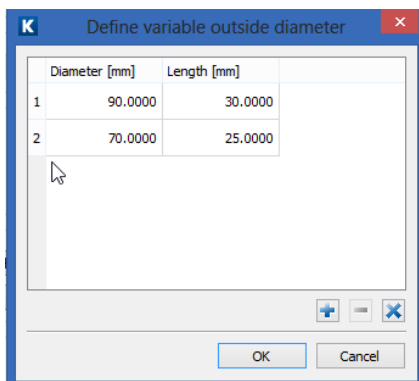 K Define variable outside diameter ×
Diameter [mm] Length [mm]
1 90.0000 30.0000
2 70.0000 25.0000
OK Cancel